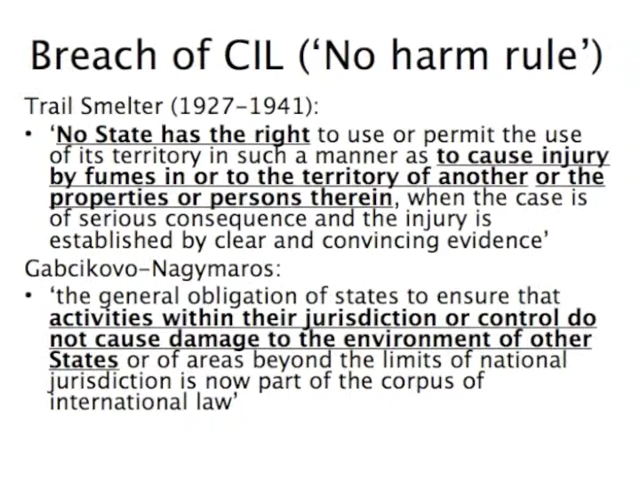 Breach of CIL (‘No harm rule’)
Trail Smelter (1927–1941):
• ‘No State has the right to use or permit the use
of its territory in such a manner as to cause injury
by fumes in or to the territory of another or the
properties or persons therein, when the case is
of serious consequence and the injury is
established by clear and convincing evidence’
Gabcikovo–Nagymaros:
• ‘the general obligation of states to ensure that
activities within their jurisdiction or control do
not cause damage to the environment of other
States or of areas beyond the limits of national
jurisdiction is now part of the corpus of
international law’